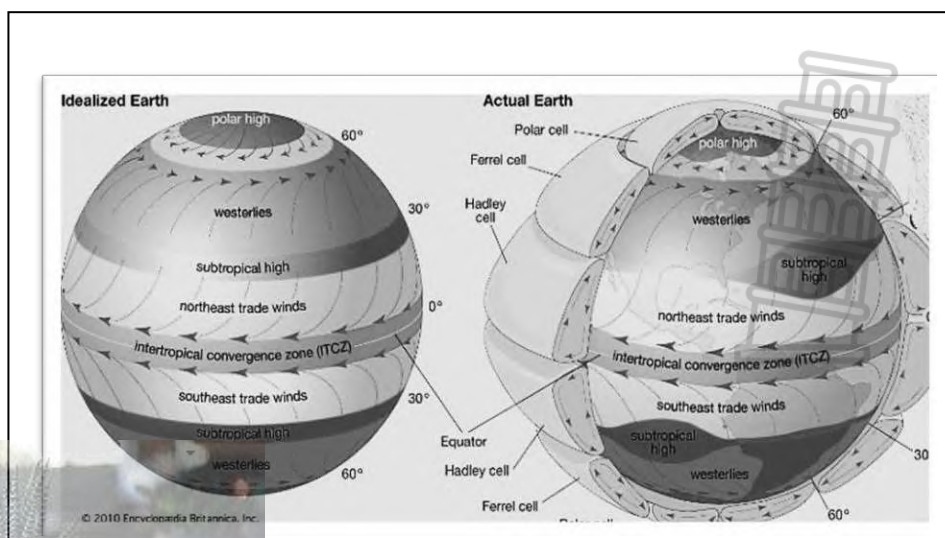 Idealized Earth
polar high
60°
westerlies
30°
subtropical high
northeast trade winds
0°
intertropical convergence zone (ITCZ)
southeast trade winds
30°
subtropical high
westerlies
60°
© 2010 Encyclopædia Britannica, Inc.
Equator
Actual Earth
Polar cell
Ferrel cell
Hadley cell
60°
polar high
westerlies
subtropical high
northeast trade winds
intertropical convergence zone (ITCZ)
southeast trade winds
subtropical high
westerlies
30
60°
Hadley cell
Ferrel cell